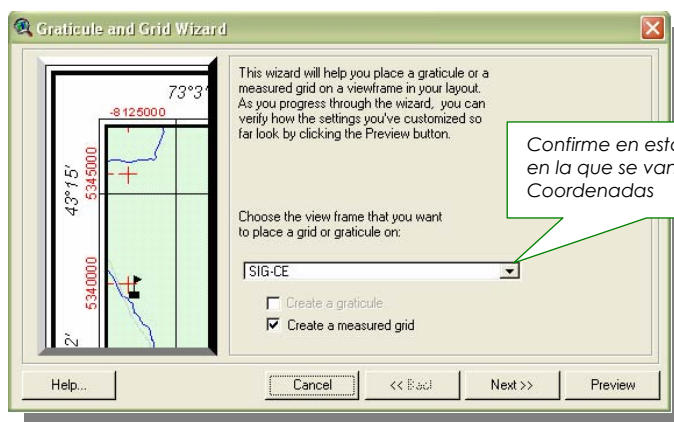 Graticule and Grid Wizard
73°3'
-8125000
43°15'
5345000
5340000
2'
This wizard will help you place a graticule or a
measured grid on a viewframe in your layout.
As you progress through the wizard, you can
verify how the settings you've customized so
far look by clicking the Preview button.
Confirme en esta
en la que se van
Coordenadas
Choose the view frame that you want
to place a grid or graticule on:
SIG-CE
Create a graticule
Create a measured grid
Help...
Cancel
<< Back
Next >>
Preview